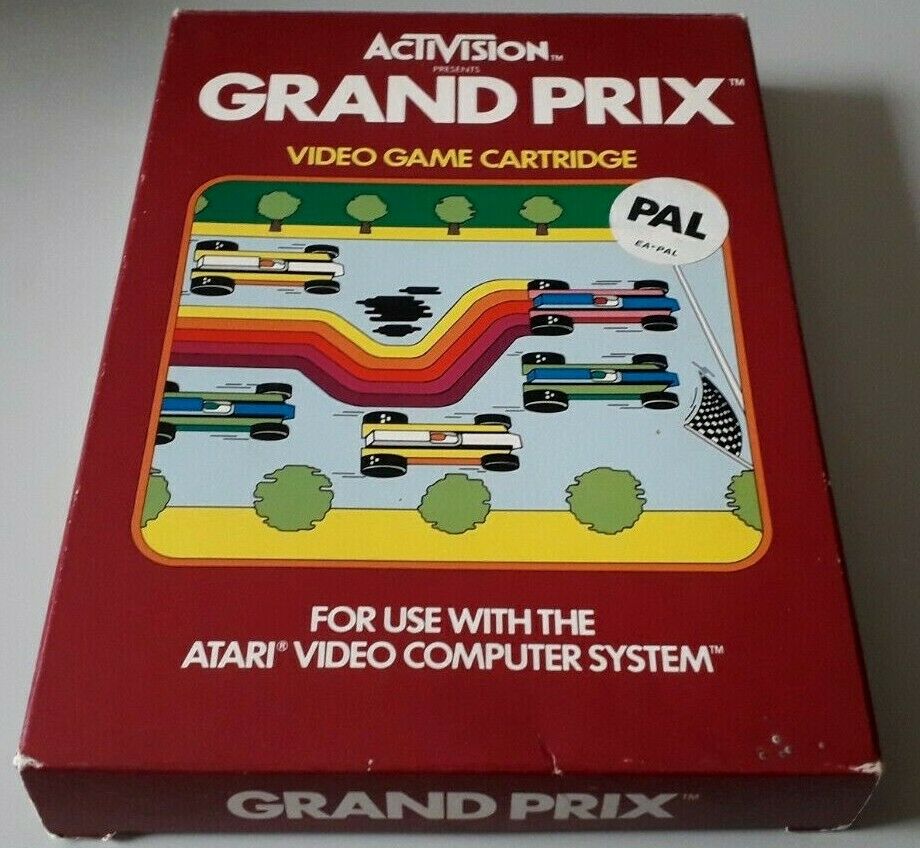 ACTIVISION™
PRESENTS
GRAND PRIX™
VIDEO GAME CARTRIDGE
PAL
EA-PAL
FOR USE WITH THE
ATARI® VIDEO COMPUTER SYSTEM™
GRAND PRIX™